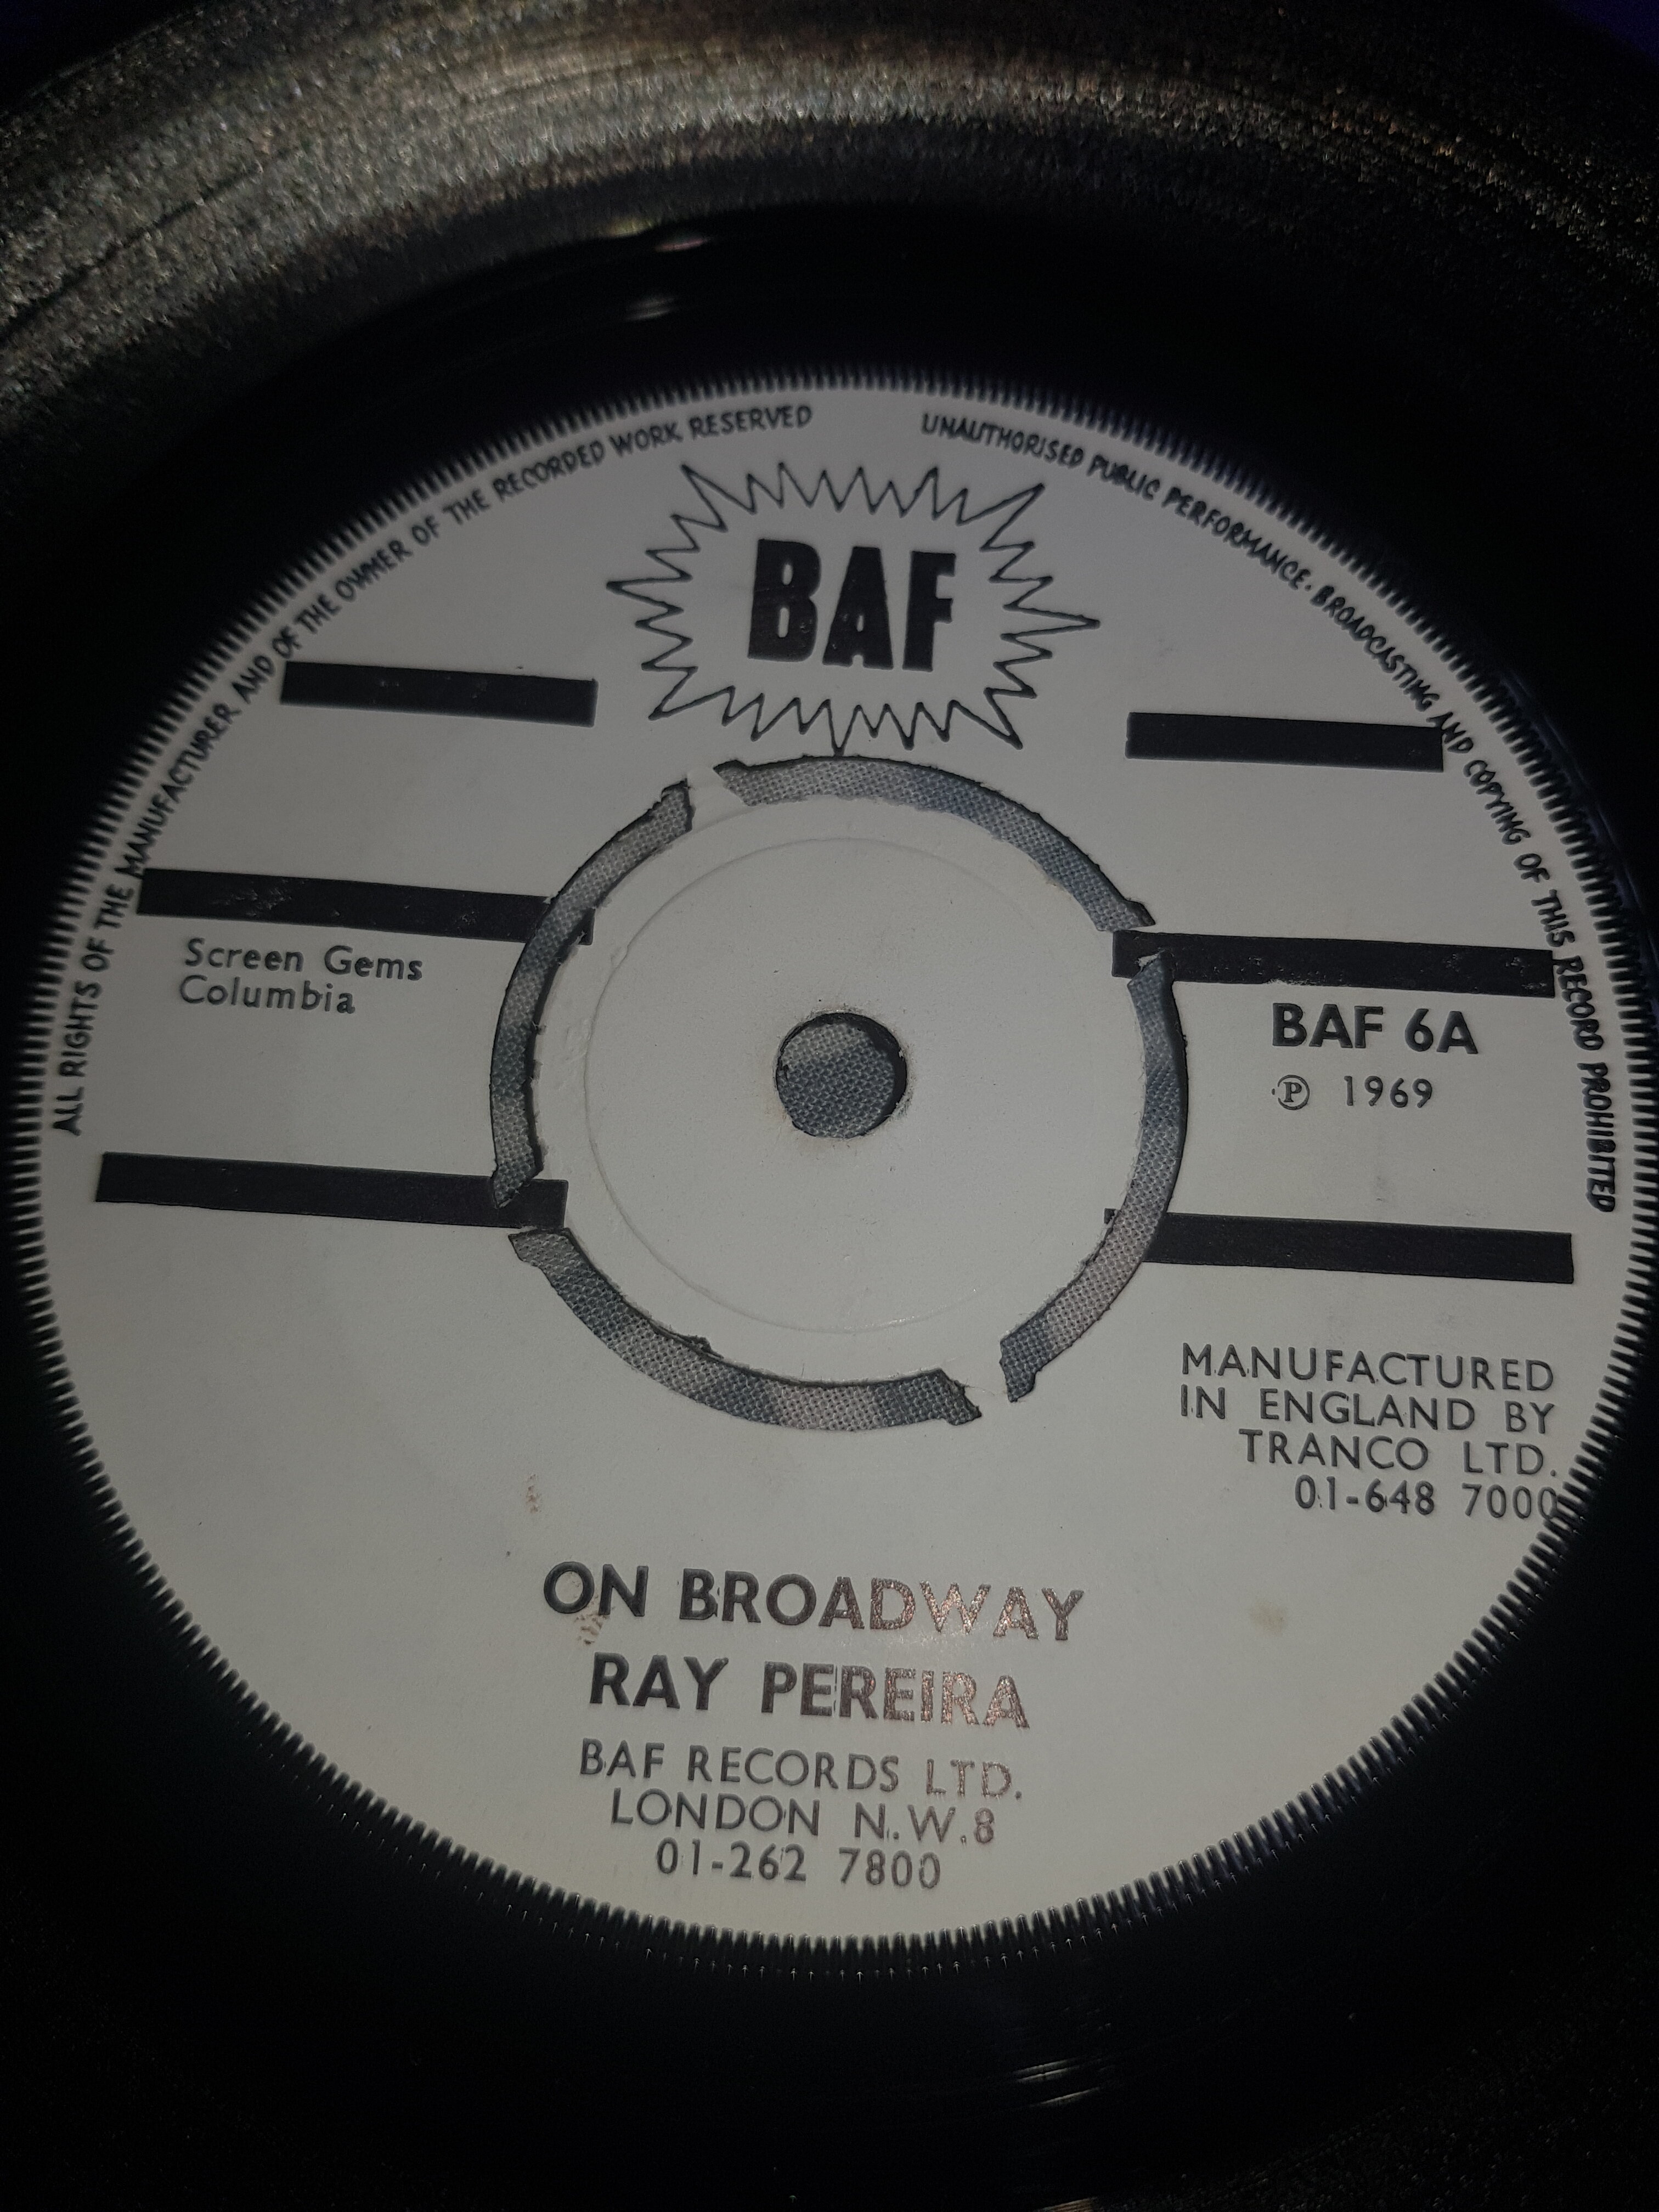 ALL RIGHTS OF THE MANUFACTURER AND OF THE OWNER OF THE RECORDED WORK RESERVED
UNAUTHORISED PUBLIC PERFORMANCE. BROADCASTING AND COPYING OF THIS RECORD PROHIBITED
BAF
Screen Gems
Columbia
BAF 6A
Ⓟ 1969
MANUFACTURED
IN ENGLAND BY
TRANCO LTD.
01-648 7000
ON BROADWAY
RAY PEREIRA
BAF RECORDS LTD.
LONDON N.W.8
01-262 7800